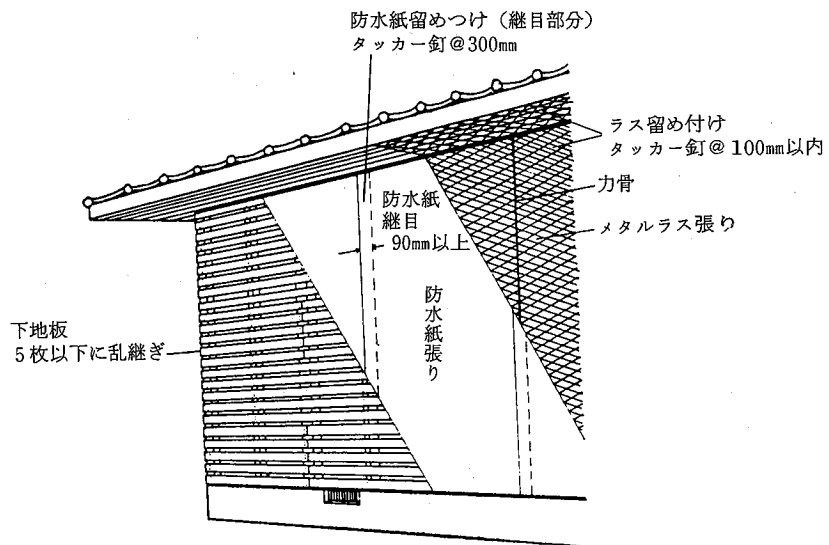 防水紙留めつけ（継目部分）
タッカー釘@300mm
ラス留め付け
タッカー釘@100mm以内
力骨
メタルラス張り
防水紙
継目
90mm以上
防水紙張り
下地板
5枚以下に乱継ぎ